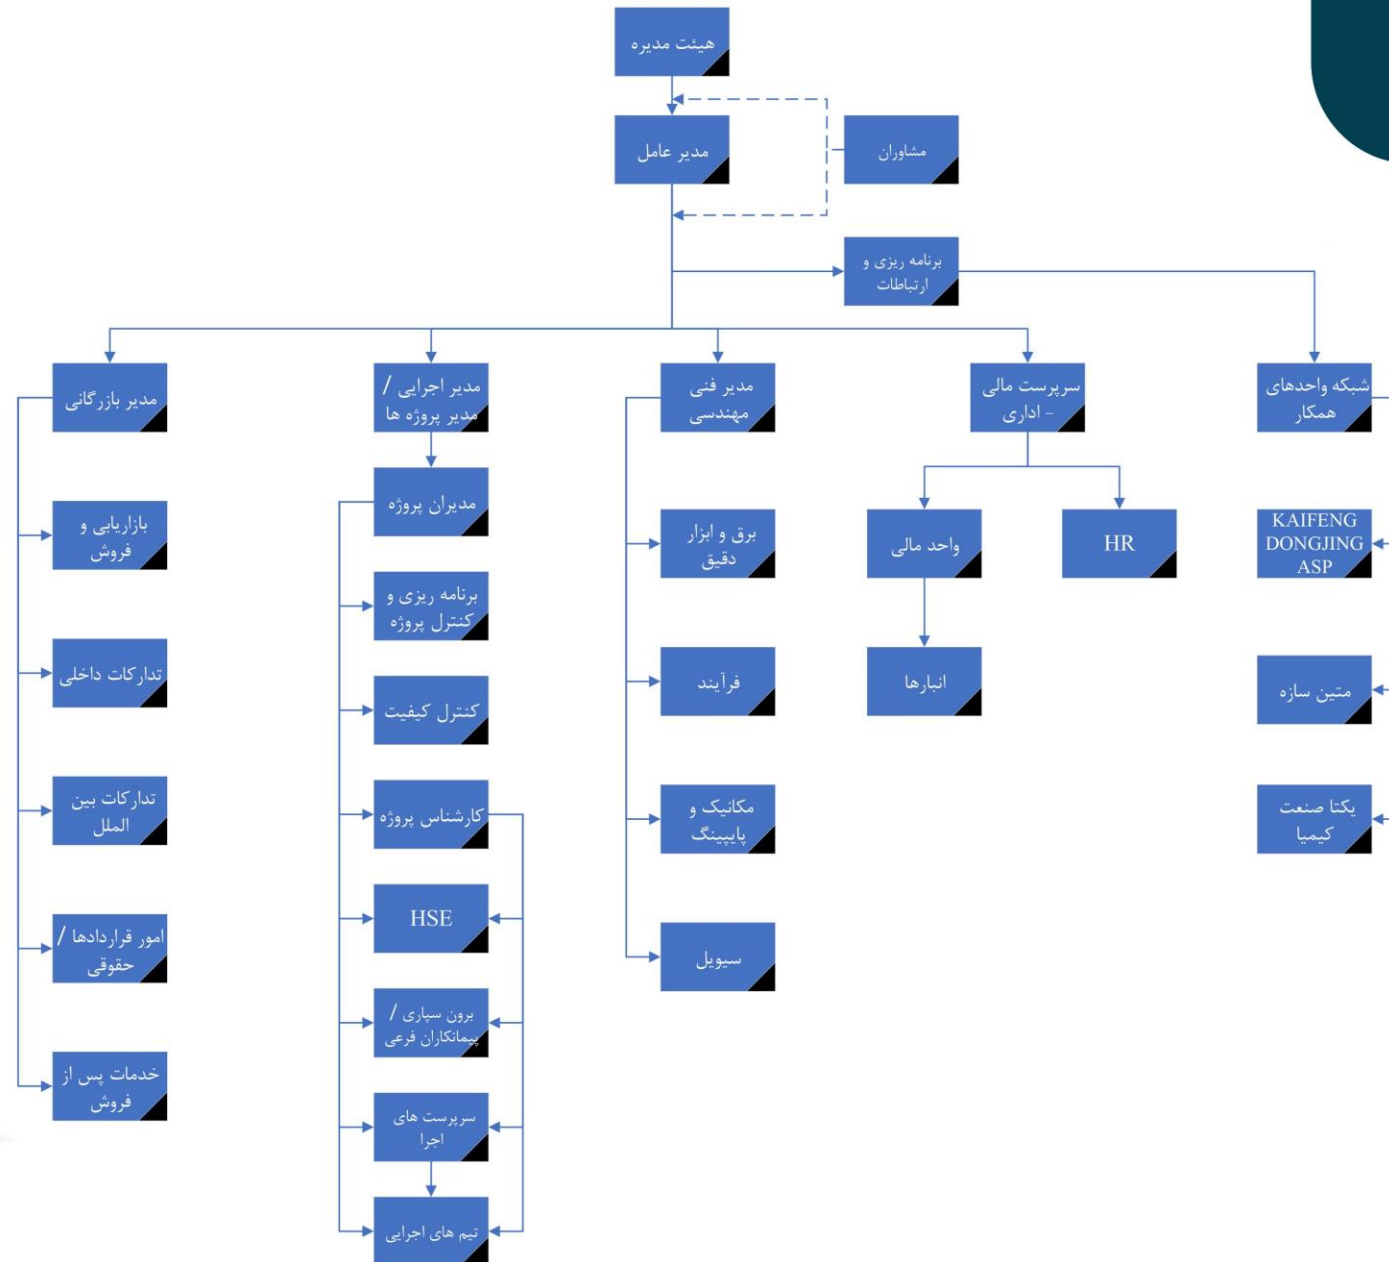 هیئت مدیره
مدیر عامل
مشاوران
برنامه ریزی و
ارتباطات
مدیر بازرگانی
بازاریابی و
فروش
تدارکات داخلی
تدارکات بین
الملل
امور قراردادها /
حقوقی
خدمات پس از
فروش
مدیر اجرایی /
مدیر پروژه ها
مدیران پروژه
برنامه ریزی و
کنترل پروژه
کنترل کیفیت
کارشناس پروژه
HSE
برون سپاری /
پیمانکاران فرعی
سرپرست های
اجرا
تیم های اجرایی
مدیر فنی
مهندسی
برق و ابزار
دقیق
فرآیند
مکانیک و
پایپینگ
سیویل
سرپرست مالی
- اداری
واحد مالی
انبارها
HR
شبکه واحدهای
همکار
KAIFENG
DONGJING
ASP
متین سازه
یکتا صنعت
کیمیا